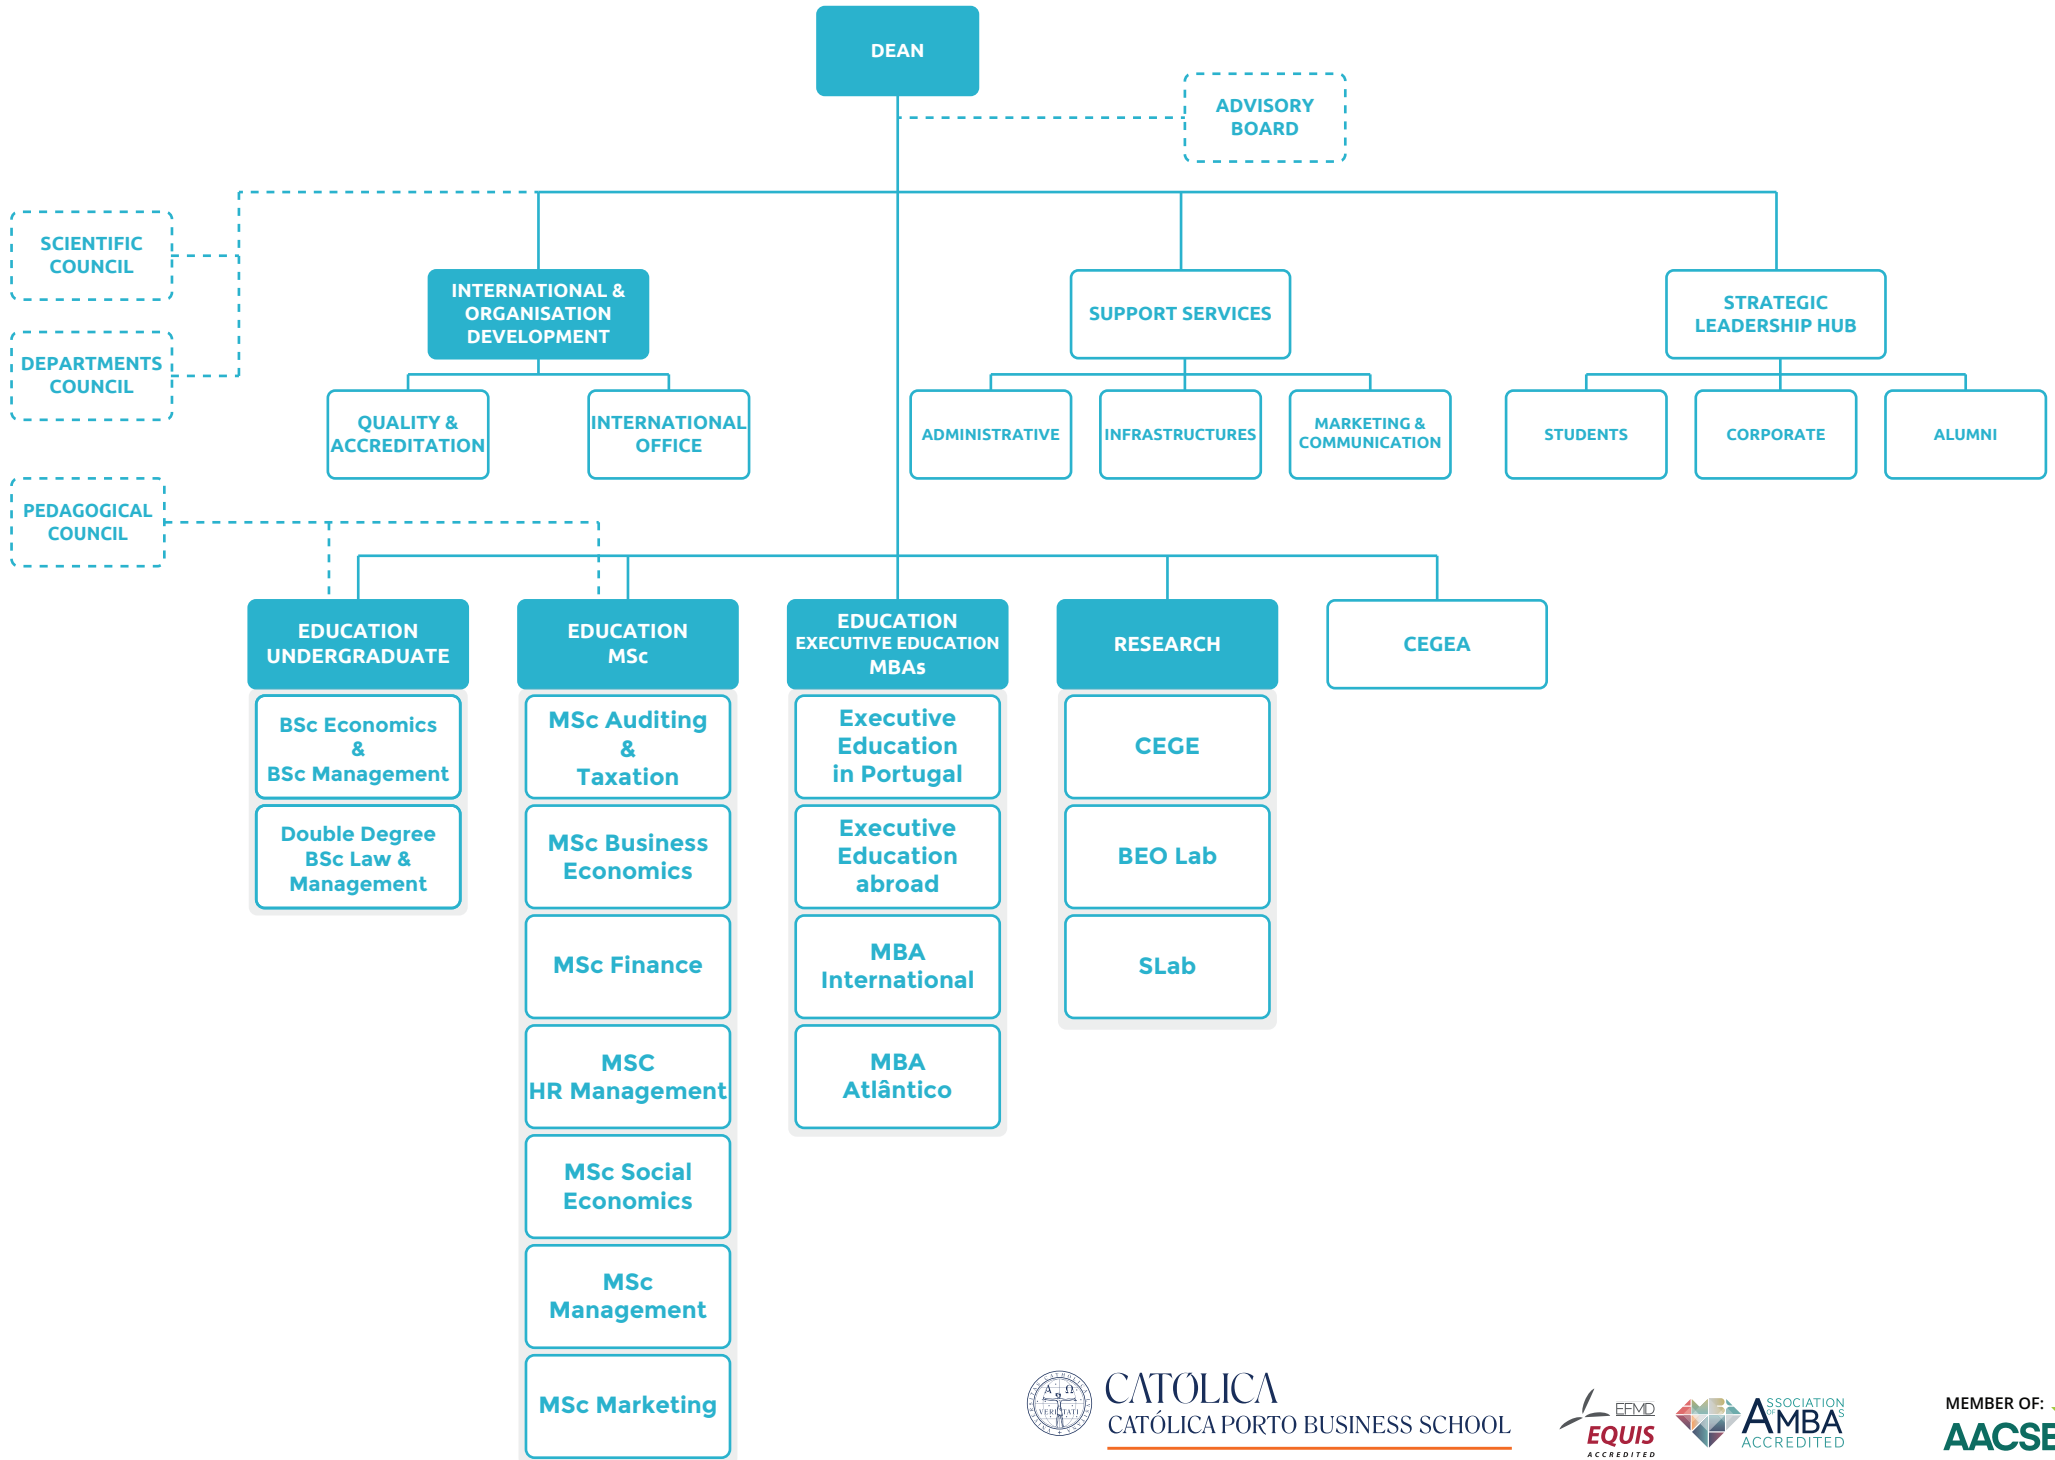 DEAN
ADVISORY
BOARD
SCIENTIFIC
COUNCIL
DEPARTMENTS
COUNCIL
PEDAGOGICAL
COUNCIL
INTERNATIONAL &
ORGANISATION
DEVELOPMENT
QUALITY &
ACCREDITATION
INTERNATIONAL
OFFICE
SUPPORT SERVICES
ADMINISTRATIVE
INFRASTRUCTURES
MARKETING &
COMMUNICATION
STRATEGIC
LEADERSHIP HUB
STUDENTS
CORPORATE
ALUMNI
EDUCATION
UNDERGRADUATE
BSc Economics
&
BSc Management
Double Degree
BSc Law &
Management
EDUCATION
MSc
MSc Auditing
&
Taxation
MSc Business
Economics
MSc Finance
MSC
HR Management
MSc Social
Economics
MSc
Management
MSc Marketing
EDUCATION
EXECUTIVE EDUCATION
MBAs
Executive
Education
in Portugal
Executive
Education
abroad
MBA
International
MBA
Atlântico
RESEARCH
CEGE
BEO Lab
SLab
CEGEA
CATÓLICA
CATÓLICA PORTO BUSINESS SCHOOL
EFMD
EQUIS
ACCREDITED
ASSOCIATION
OF
AMBAS
ACCREDITED
MEMBER OF:
AACSB